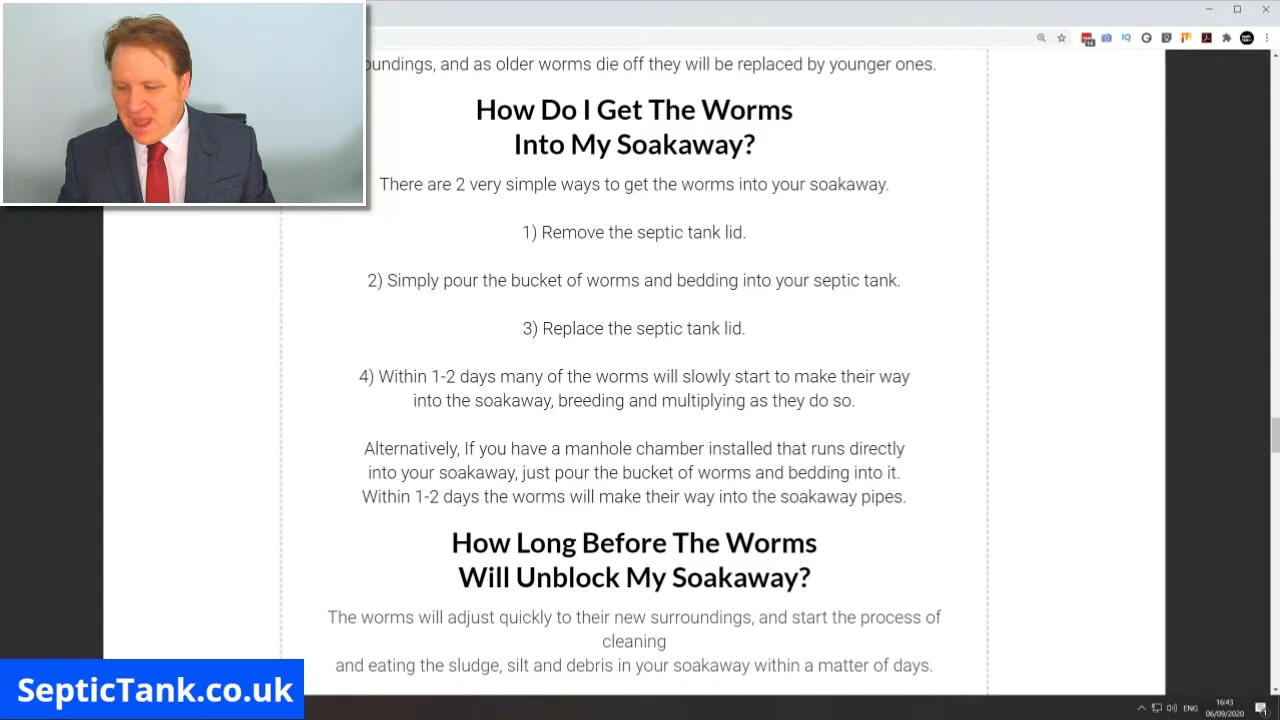 oundings, and as older worms die off they will be replaced by younger ones.
How Do I Get The Worms
Into My Soakaway?
There are 2 very simple ways to get the worms into your soakaway.
1) Remove the septic tank lid.
2) Simply pour the bucket of worms and bedding into your septic tank.
3) Replace the septic tank lid.
4) Within 1-2 days many of the worms will slowly start to make their way
into the soakaway, breeding and multiplying as they do so.
Alternatively, If you have a manhole chamber installed that runs directly
into your soakaway, just pour the bucket of worms and bedding into it.
Within 1-2 days the worms will make their way into the soakaway pipes.
How Long Before The Worms
Will Unblock My Soakaway?
The worms will adjust quickly to their new surroundings, and start the process of
cleaning
and eating the sludge, silt and debris in your soakaway within a matter of days.
SepticTank.co.uk
ENG
16:43
06/09/2020